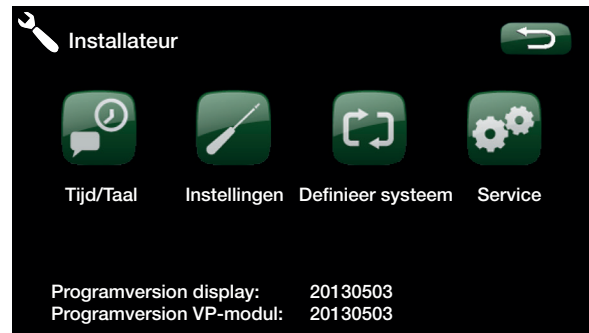 Installateur
Tijd/Taal Instellingen Definieer systeem Service
Programversion display: 20130503
Programversion VP-modul: 20130503